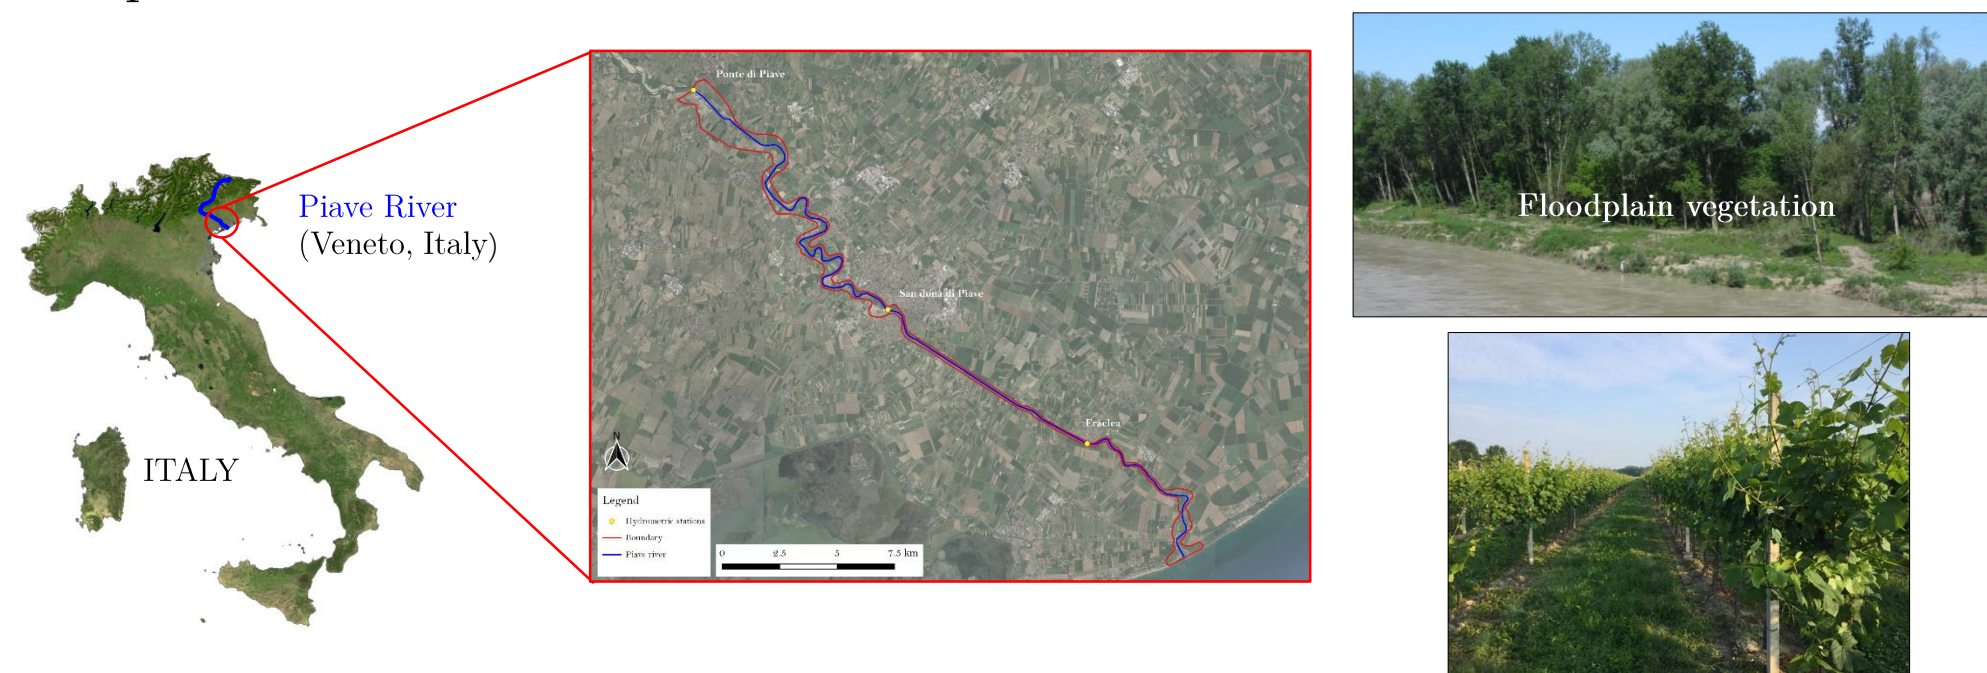 Piave River
(Veneto, Italy)
ITALY
Ponte di Piave
San donà di Piave
Eraclea
N
Legend
Hydrometric stations
Boundary
Piave river
0 2.5 5 7.5 km
Floodplain vegetation